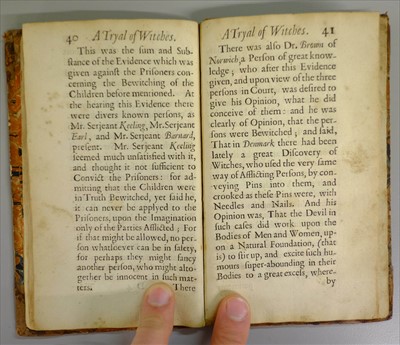 40 A Tryal of Witches.
This was the sum and Sub-
stance of the Evidence which was
given against the Prisoners con-
cerning the Bewitching of the
Children before mentioned. At
the hearing this Evidence there
were divers known persons, as
Mr. Serjeant Keeling, Mr. Serjeant
Earl, and Mr. Serjeant Barnard,
present. Mr. Serjeant Keeling
seemed much unsatisfied with it,
and thought it not sufficient to
Convict the Prisoners: for ad-
mitting that the Children were
in Truth Bewitched, yet said he,
it can never be applyed to the
Prisoners, upon the Imagination
only of the Parties Afflicted; For
if that might be allowed, no per-
son whatsoever can be in safety,
for perhaps they might fancy
another person, who might alto-
gether be innocent in such mat-
ters. There
A Tryal of Witches. 41
There was also Dr. Brown of
Norwich, a Person of great know-
ledge; who after this Evidence
given, and upon view of the three
persons in Court, was desired to
give his Opinion, what he did
conceive of them: and he was
clearly of Opinion, that the per-
sons were Bewitched; and said,
That in Denmark there had been
lately a great Discovery of
Witches, who used the very same
way of Afflicting Persons, by con-
veying Pins into them, and
crooked as these Pins were, with
Needles and Nails. And his
Opinion was, That the Devil in
such cases did work upon the
Bodies of Men and Women, up-
on a Natural Foundation, (that
is) to stir up, and excite such hu-
mours super-abounding in their
Bodies to a great excess, where-
by